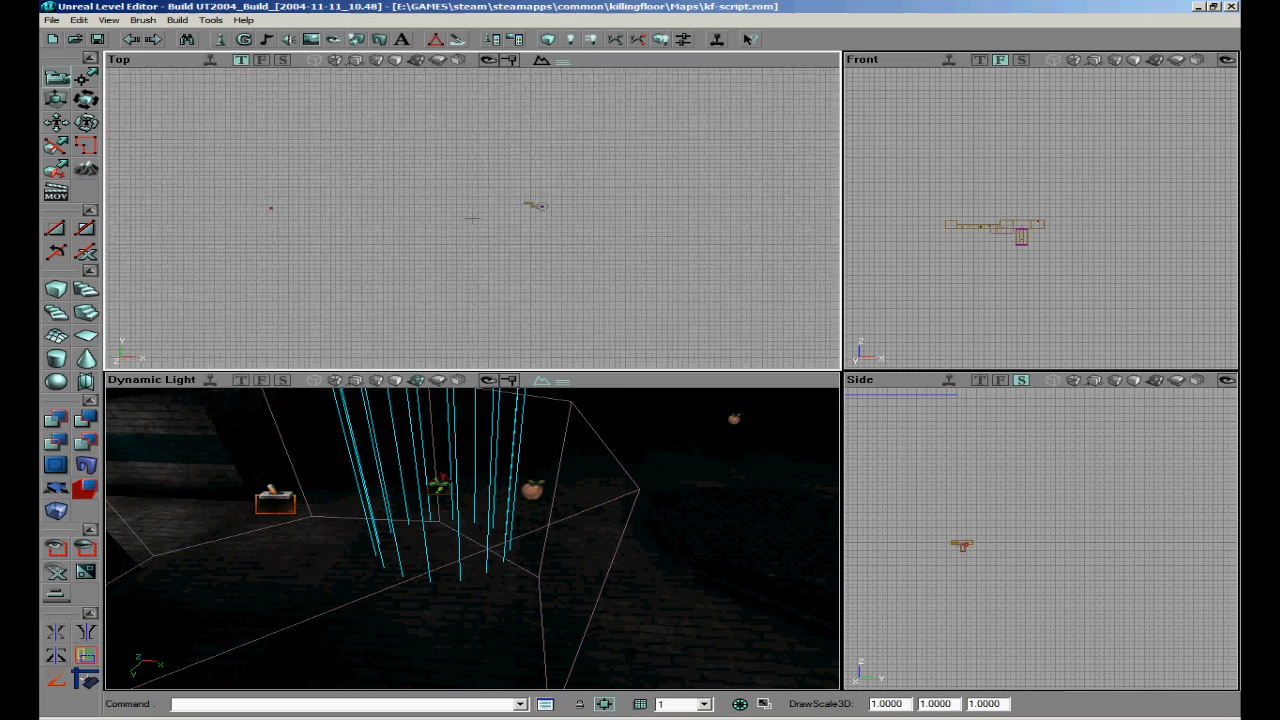 Unreal Level Editor - Build UT2004_Build_[2004-11-11_10.48] - [E:\GAMES\steam\steamapps\common\killingfloor\Maps\kf-script.rom]
File Edit View Brush Build Tools Help
Top T F S
Front T F S
MOV
Y
Z X
Z
Y X
Dynamic Light T F S
Side T F S
Z X
Y
Z
X Y
Command : 1 DrawScale3D: 1.0000 1.0000 1.0000